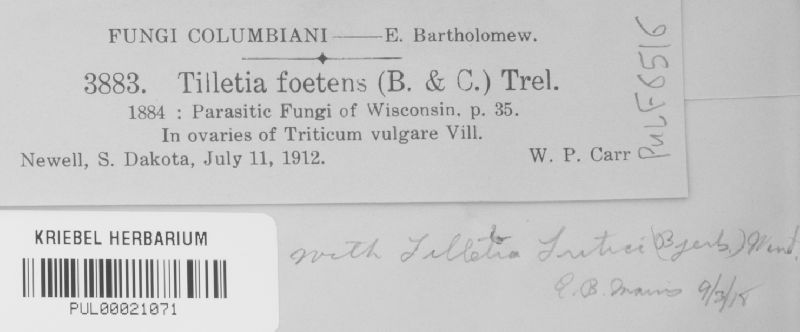 FUNGI COLUMBIANI — E. Bartholomew.
3883. Tilletia foetens (B. & C.) Trel.
1884 : Parasitic Fungi of Wisconsin, p. 35.
In ovaries of Triticum vulgare Vill.
Newell, S. Dakota, July 11, 1912. W. P. Carr
PULF6516
KRIEBEL HERBARIUM
PUL00021071
with Tilletia Tritici (Bjerk.) Wint.
E. B. Mains 9/3/18